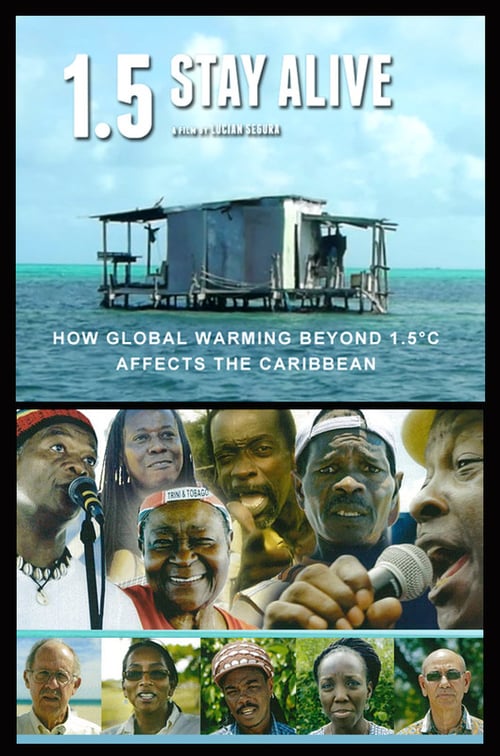 1.5 STAY ALIVE
A FILM BY LUCIAN SEGURA
HOW GLOBAL WARMING BEYOND 1.5°C
AFFECTS THE CARIBBEAN
TRINI & TOBAGO